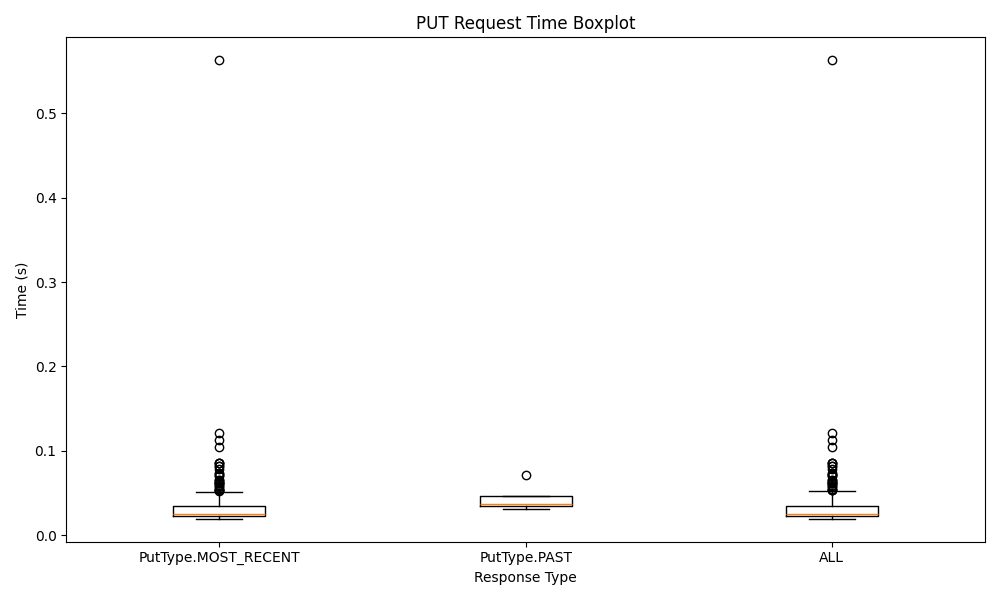 PUT Request Time Boxplot
Time (s)
0.5
0.4
0.3
0.2
0.1
0.0
PutType.MOST_RECENT
PutType.PAST
ALL
Response Type